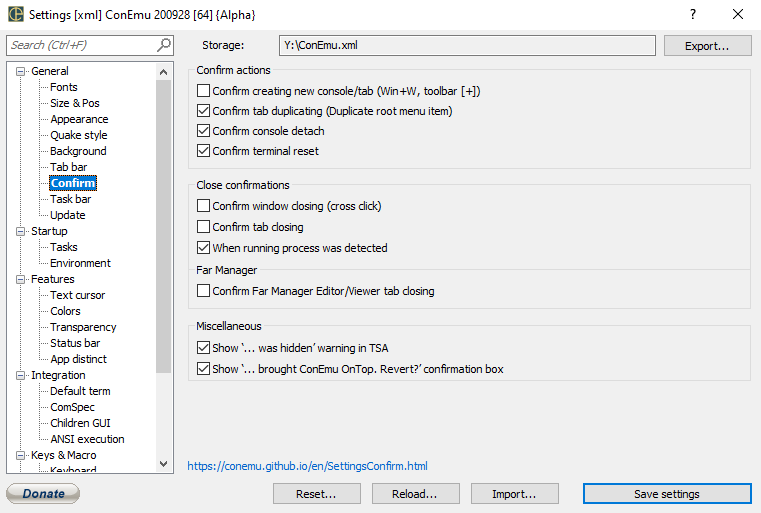 Settings [xml] ConEmu 200928 [64] {Alpha}
Search (Ctrl+F)
Storage:
Y:\ConEmu.xml
Export...
General
Fonts
Size & Pos
Appearance
Quake style
Background
Tab bar
Confirm
Task bar
Update
Startup
Tasks
Environment
Features
Text cursor
Colors
Transparency
Status bar
App distinct
Integration
Default term
ComSpec
Children GUI
ANSI execution
Keys & Macro
Keyboard
Confirm actions
Confirm creating new console/tab (Win+W, toolbar [+])
Confirm tab duplicating (Duplicate root menu item)
Confirm console detach
Confirm terminal reset
Close confirmations
Confirm window closing (cross click)
Confirm tab closing
When running process was detected
Far Manager
Confirm Far Manager Editor/Viewer tab closing
Miscellaneous
Show ‘... was hidden’ warning in TSA
Show ‘... brought ConEmu OnTop. Revert?’ confirmation box
https://conemu.github.io/en/SettingsConfirm.html
Donate
Reset...
Reload...
Import...
Save settings